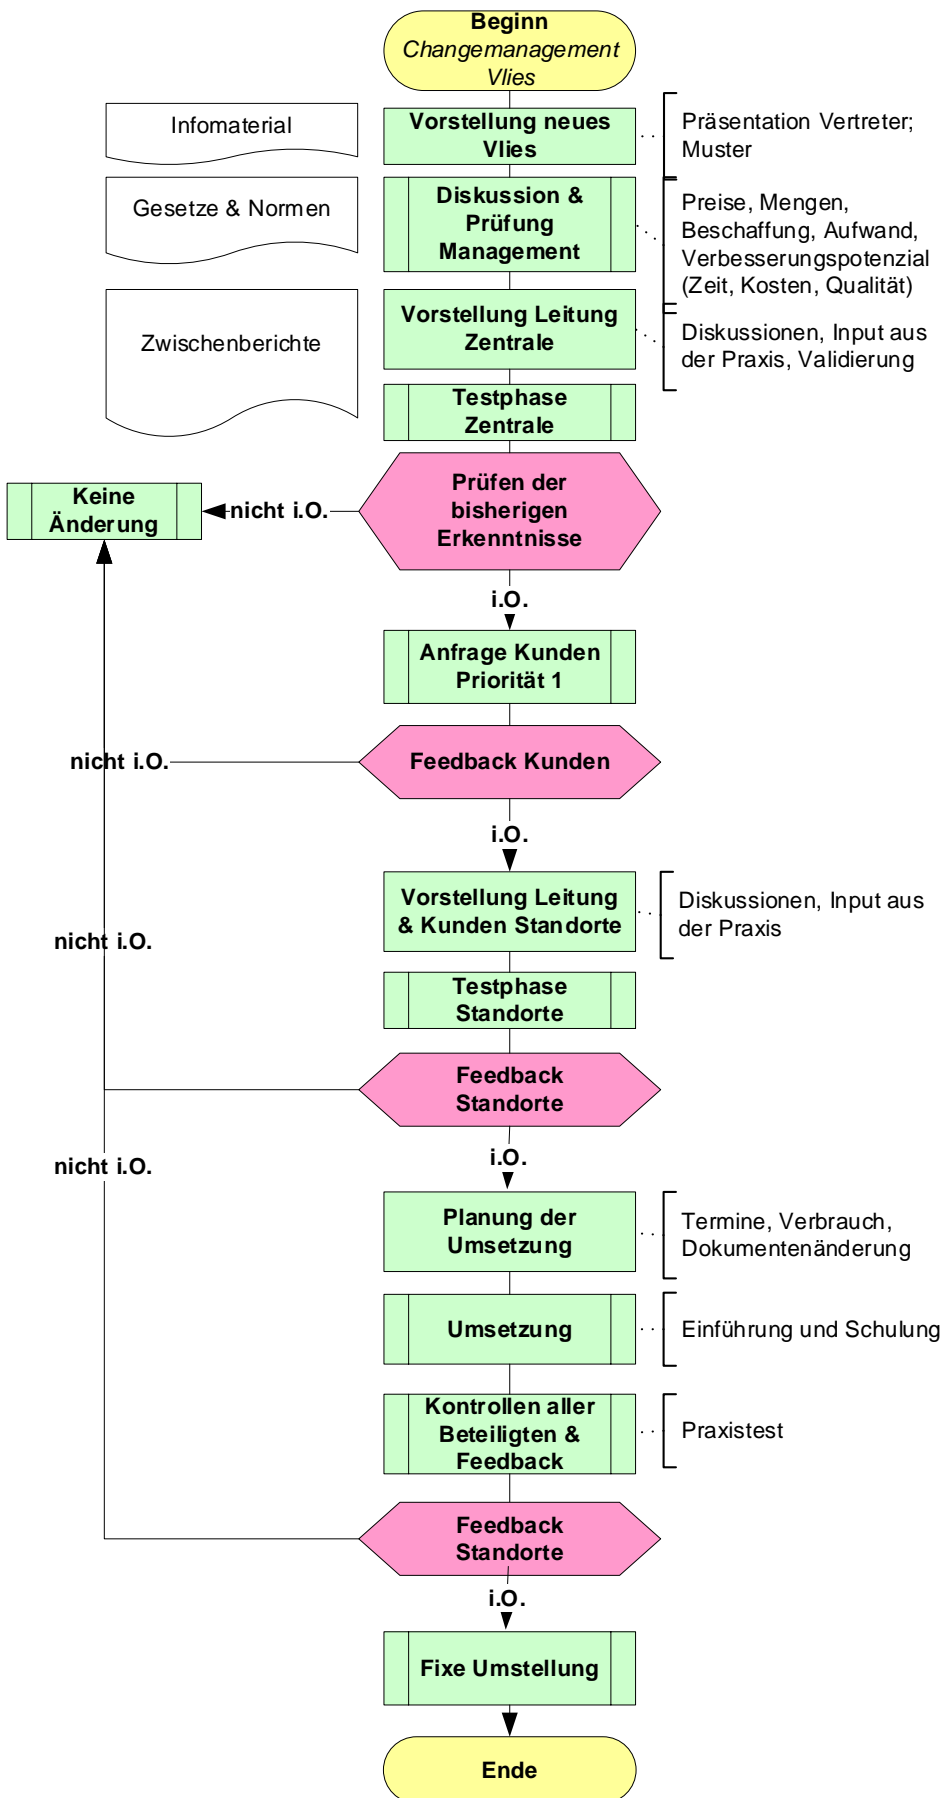 Beginn
Changemanagement
Vlies
Infomaterial
Vorstellung neues
Vlies
Präsentation Vertreter;
Muster
Gesetze & Normen
Diskussion &
Prüfung
Management
Preise, Mengen,
Beschaffung, Aufwand,
Verbesserungspotenzial
(Zeit, Kosten, Qualität)
Zwischenberichte
Vorstellung Leitung
Zentrale
Diskussionen, Input aus
der Praxis, Validierung
Testphase
Zentrale
Prüfen der
bisherigen
Erkenntnisse
nicht i.O.
Keine
Änderung
i.O.
Anfrage Kunden
Priorität 1
Feedback Kunden
nicht i.O.
i.O.
Vorstellung Leitung
& Kunden Standorte
Diskussionen, Input aus
der Praxis
nicht i.O.
Testphase
Standorte
Feedback
Standorte
i.O.
nicht i.O.
Planung der
Umsetzung
Termine, Verbrauch,
Dokumentenänderung
Umsetzung
Einführung und Schulung
Kontrollen aller
Beteiligten &
Feedback
Praxistest
Feedback
Standorte
i.O.
Fixe Umstellung
Ende